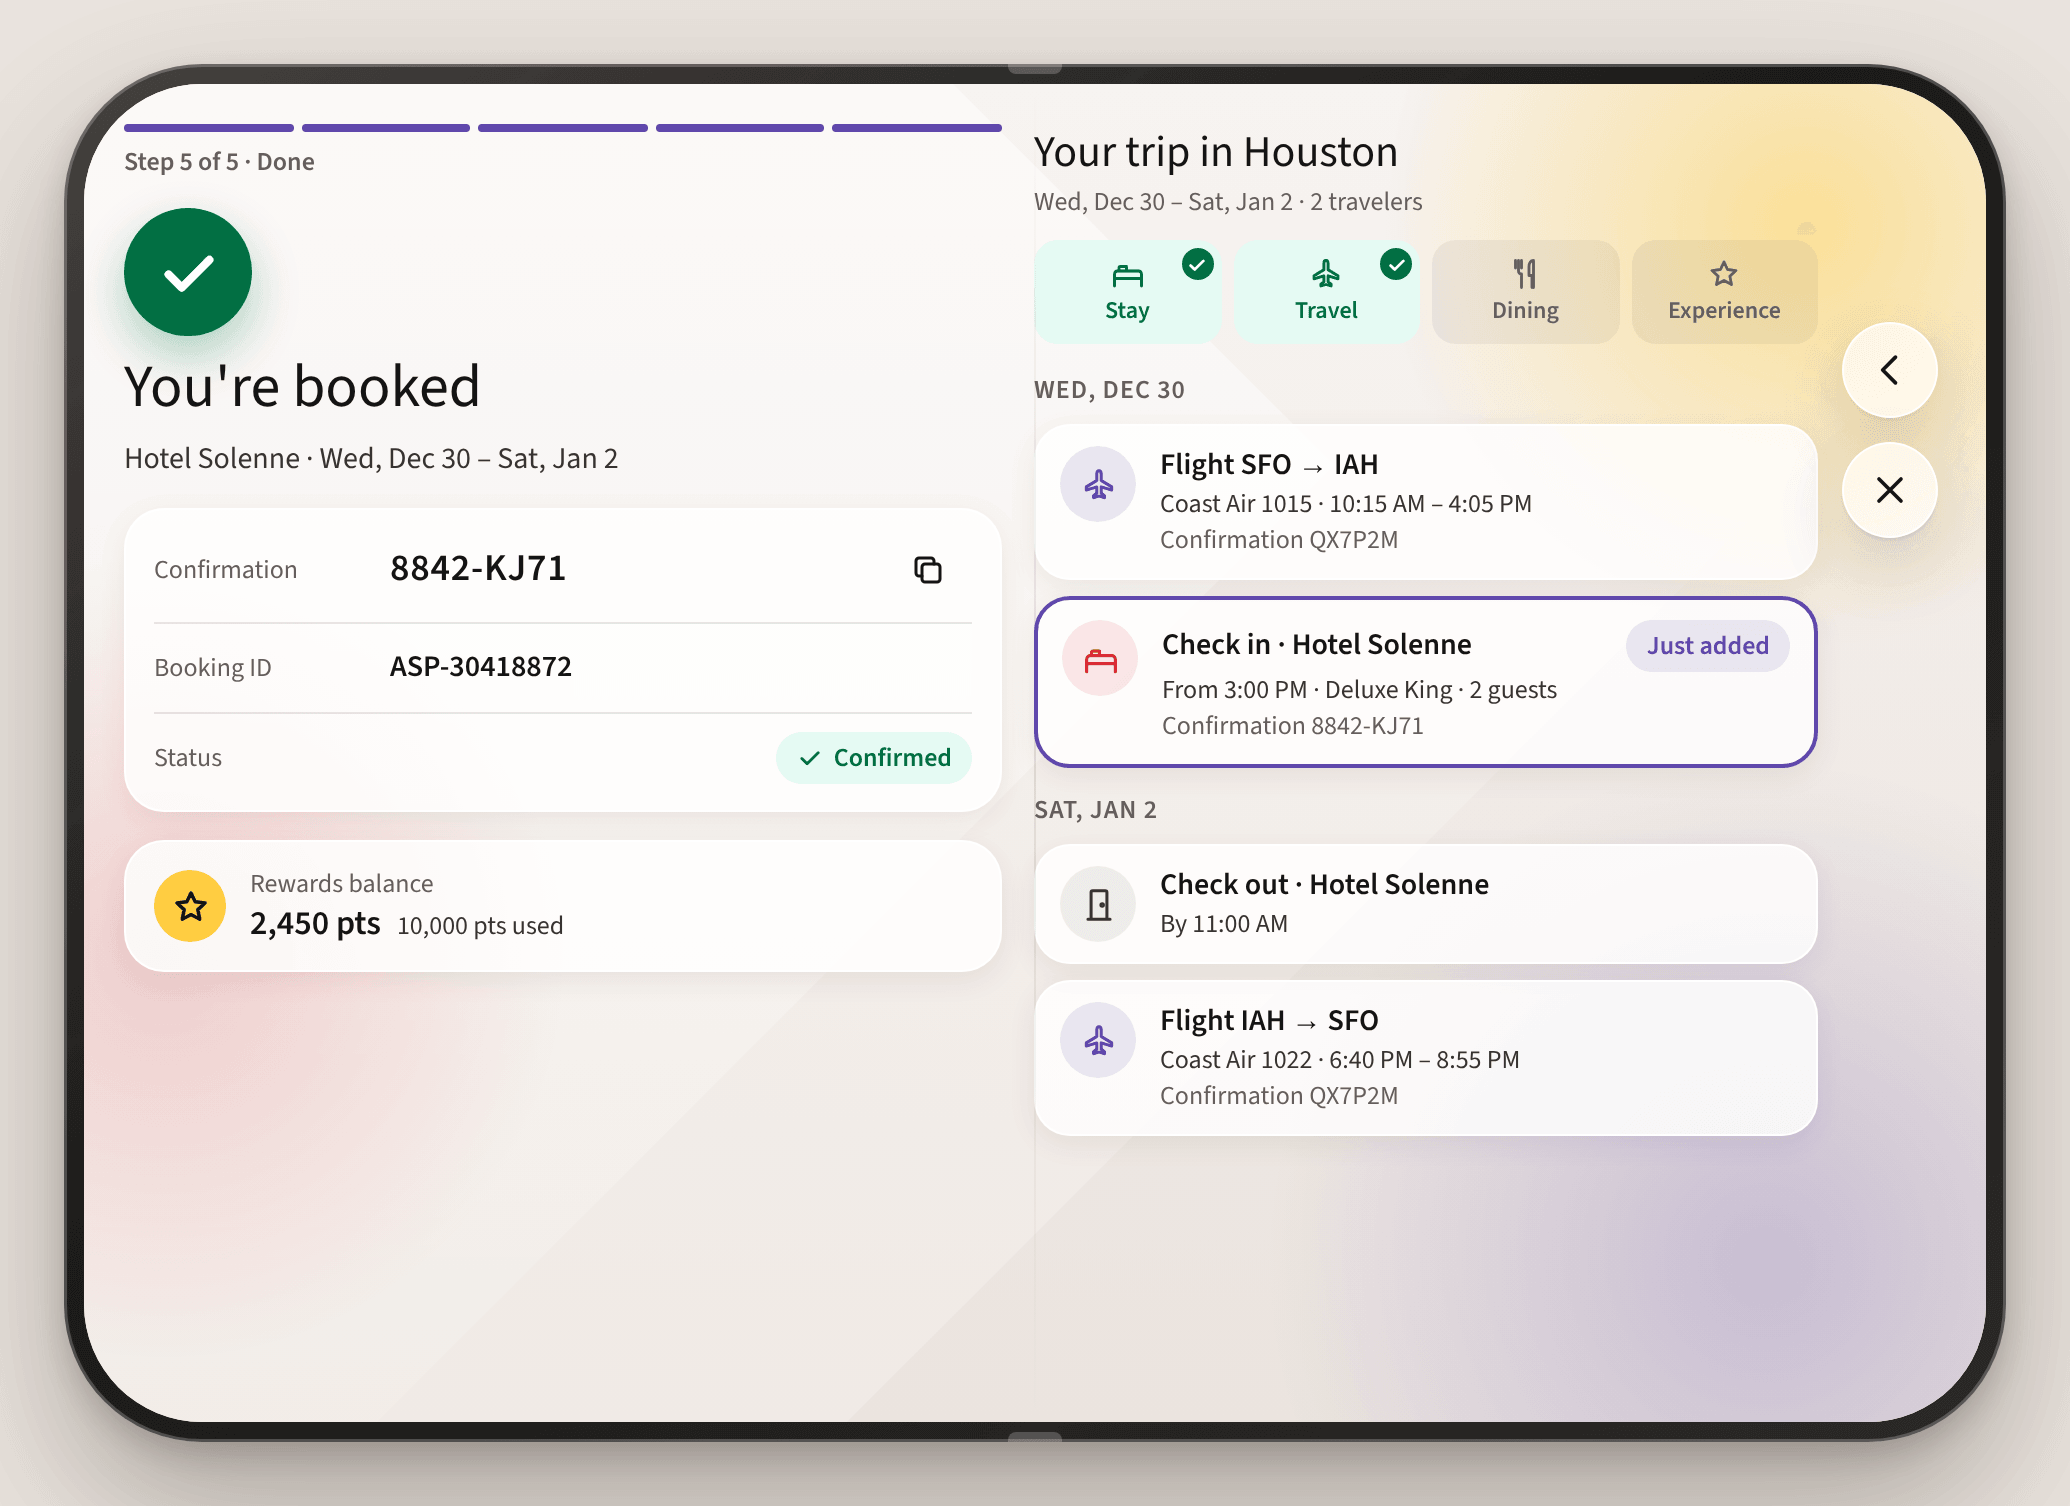 Step 5 of 5 · Done
You're booked
Hotel Solenne · Wed, Dec 30 – Sat, Jan 2
Confirmation 8842-KJ71
Booking ID ASP-30418872
Status Confirmed
Rewards balance
2,450 pts 10,000 pts used
Your trip in Houston
Wed, Dec 30 – Sat, Jan 2 · 2 travelers
Stay Travel Dining Experience
WED, DEC 30
Flight SFO → IAH
Coast Air 1015 · 10:15 AM – 4:05 PM
Confirmation QX7P2M
Check in · Hotel Solenne Just added
From 3:00 PM · Deluxe King · 2 guests
Confirmation 8842-KJ71
SAT, JAN 2
Check out · Hotel Solenne
By 11:00 AM
Flight IAH → SFO
Coast Air 1022 · 6:40 PM – 8:55 PM
Confirmation QX7P2M